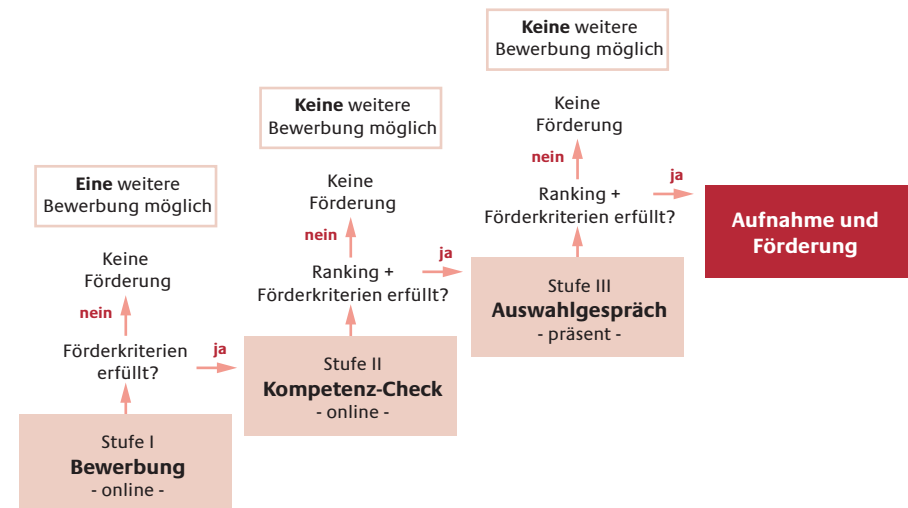 Keine weitere
Bewerbung möglich
Keine
Förderung
nein
ja
Ranking +
Förderkriterien erfüllt?
Aufnahme und
Förderung
Stufe III
Auswahlgespräch
- präsent -
Keine weitere
Bewerbung möglich
Keine
Förderung
nein
ja
Ranking +
Förderkriterien erfüllt?
Stufe II
Kompetenz-Check
- online -
Eine weitere
Bewerbung möglich
Keine
Förderung
nein
ja
Förderkriterien
erfüllt?
Stufe I
Bewerbung
- online -